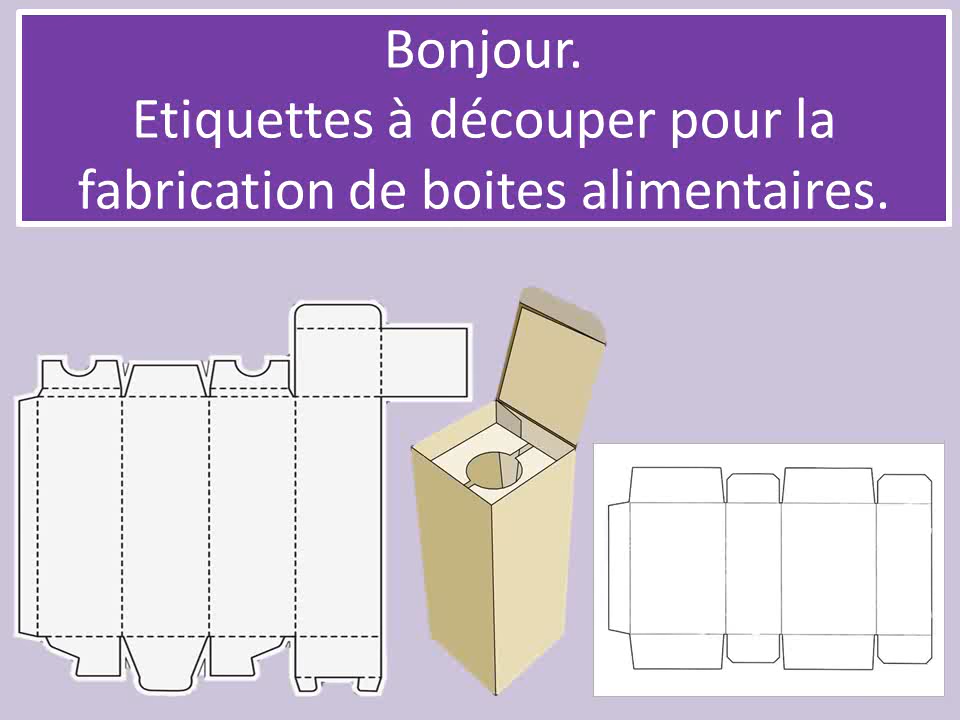 Bonjour.
Etiquettes à découper pour la
fabrication de boites alimentaires.